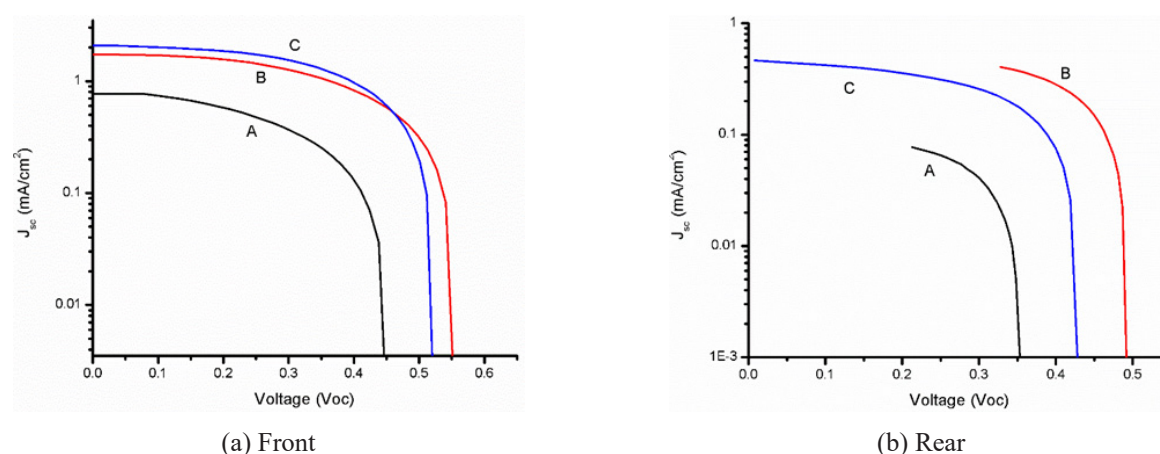 C
B
A
1
0.1
0.01
J_sc (mA/cm²)
0.0 0.1 0.2 0.3 0.4 0.5 0.6
Voltage (Voc)
(a) Front
1
0.1
0.01
1E-3
J_sc (mA/cm²)
B
C
A
0.0 0.1 0.2 0.3 0.4 0.5
Voltage (Voc)
(b) Rear